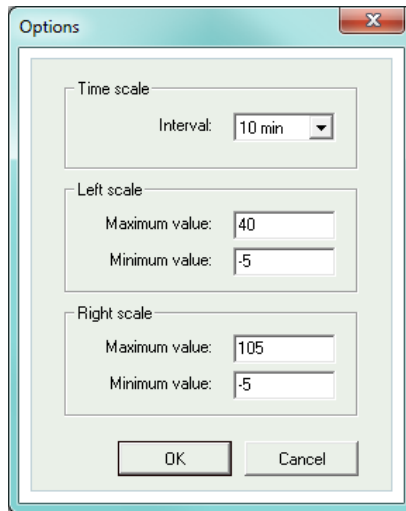 Options
Time scale
Interval: 10 min
Left scale
Maximum value: 40
Minimum value: -5
Right scale
Maximum value: 105
Minimum value: -5
OK Cancel